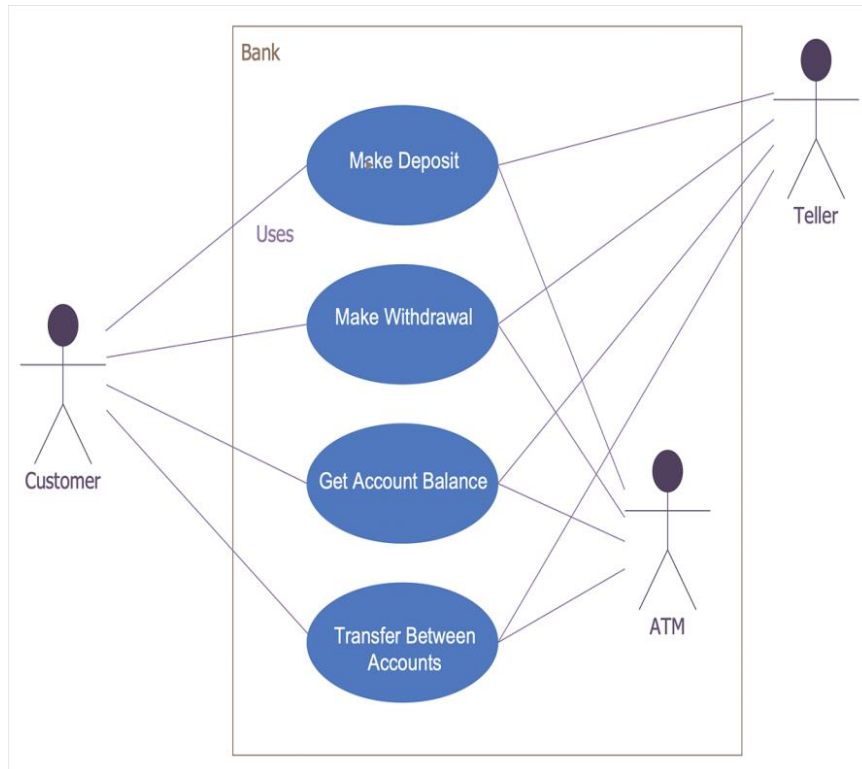 Bank
Make Deposit
Teller
Uses
Make Withdrawal
Customer
Get Account Balance
ATM
Transfer Between
Accounts